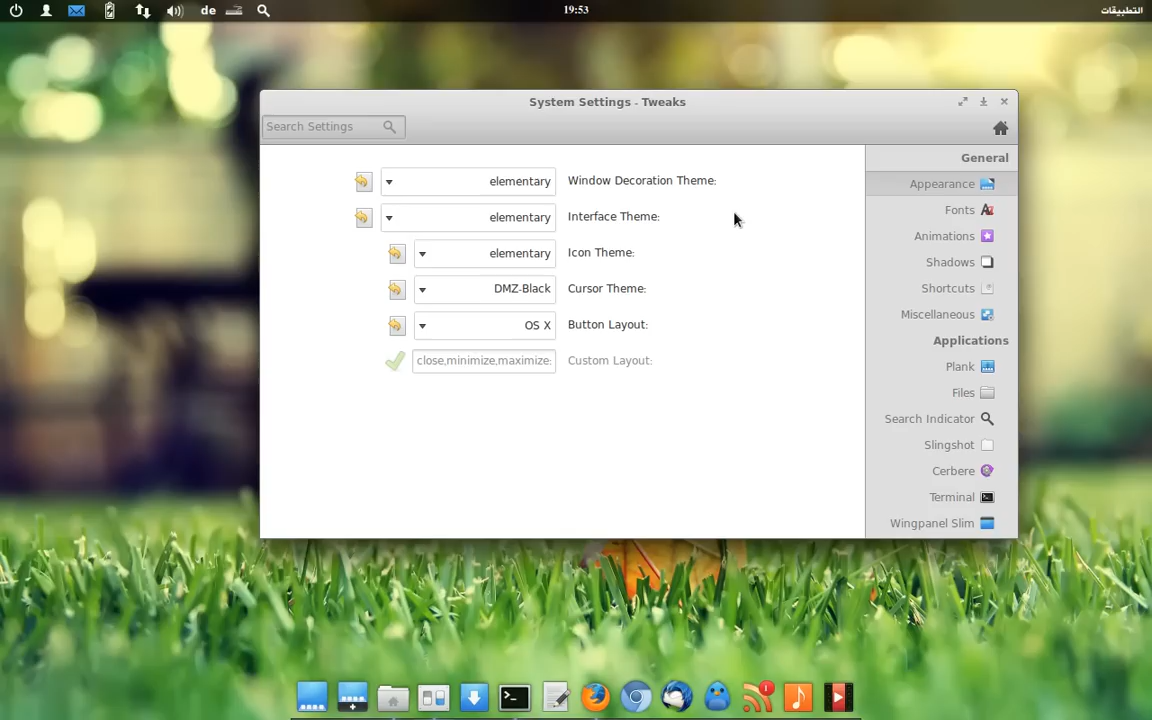 de
19:53
التطبيقات
System Settings - Tweaks
Search Settings
elementary Window Decoration Theme:
elementary Interface Theme:
elementary Icon Theme:
DMZ-Black Cursor Theme:
OS X Button Layout:
close,minimize,maximize: Custom Layout:
General
Appearance
Fonts
Animations
Shadows
Shortcuts
Miscellaneous
Applications
Plank
Files
Search Indicator
Slingshot
Cerbere
Terminal
Wingpanel Slim